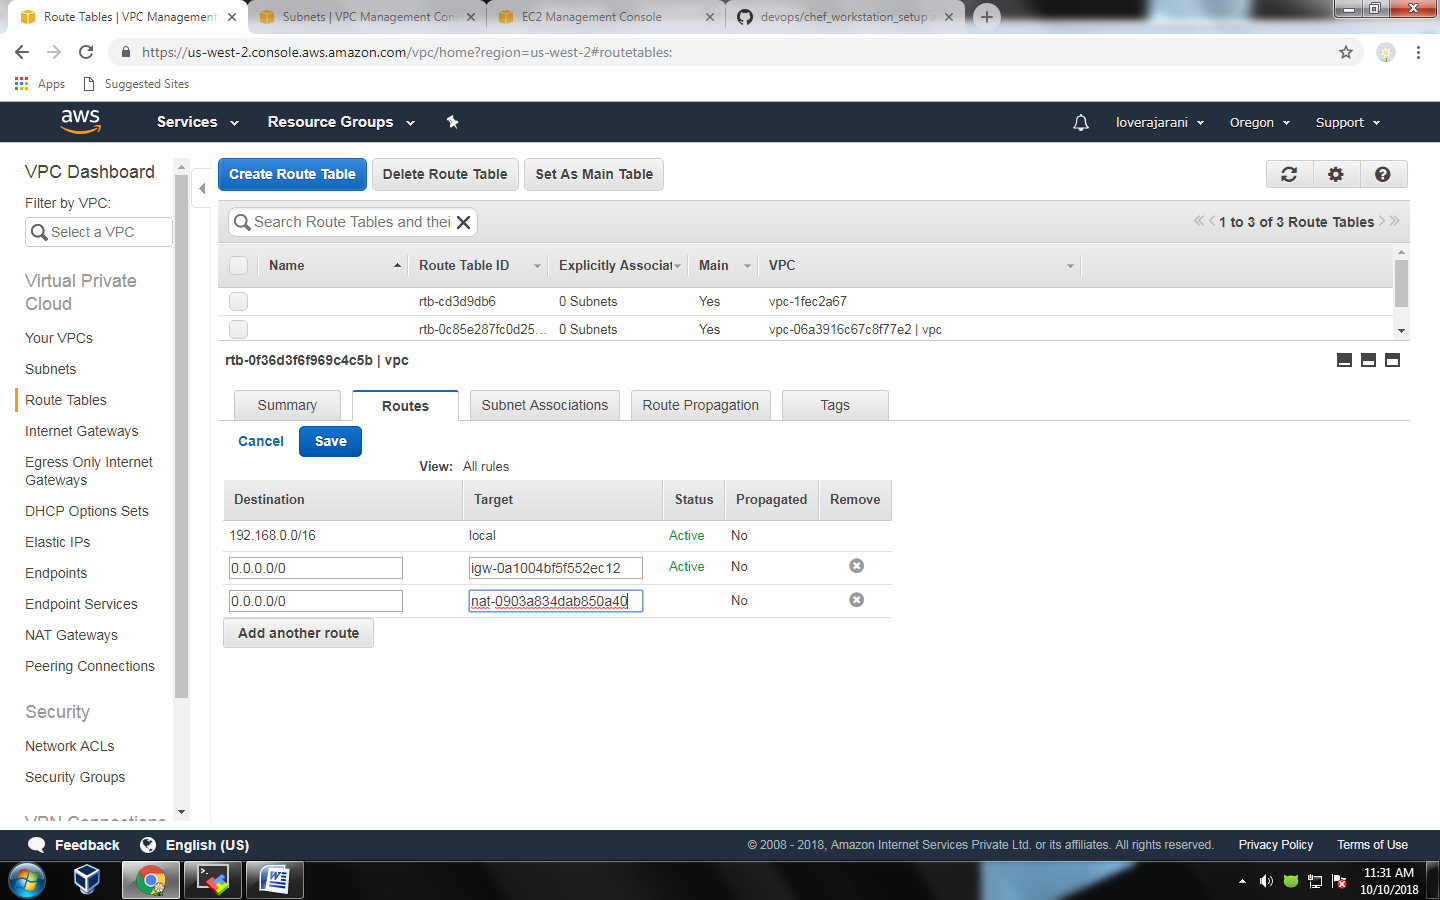 Route Tables | VPC Management
Subnets | VPC Management Con
EC2 Management Console
devops/chef_workstation_setup
https://us-west-2.console.aws.amazon.com/vpc/home?region=us-west-2#routetables:
Apps
Suggested Sites
aws
Services
Resource Groups
loverajarani
Oregon
Support
VPC Dashboard
Filter by VPC:
Select a VPC
Virtual Private
Cloud
Your VPCs
Subnets
Route Tables
Internet Gateways
Egress Only Internet
Gateways
DHCP Options Sets
Elastic IPs
Endpoints
Endpoint Services
NAT Gateways
Peering Connections
Security
Network ACLs
Security Groups
VPN Connections
Create Route Table
Delete Route Table
Set As Main Table
Search Route Tables and thei
1 to 3 of 3 Route Tables
Name Route Table ID Explicitly Associat Main VPC
rtb-cd3d9db6 0 Subnets Yes vpc-1fec2a67
rtb-0c85e287fc0d25... 0 Subnets Yes vpc-06a3916c67c8f77e2 | vpc
rtb-0f36d3f6f969c4c5b | vpc
Summary
Routes
Subnet Associations
Route Propagation
Tags
Cancel
Save
View: All rules
Destination Target Status Propagated Remove
192.168.0.0/16 local Active No
0.0.0.0/0 igw-0a1004bf5f552ec12 Active No
0.0.0.0/0 nat-0903a834dab850a40 No
Add another route
Feedback
English (US)
© 2008 - 2018, Amazon Internet Services Private Ltd. or its affiliates. All rights reserved.
Privacy Policy
Terms of Use
11:31 AM
10/10/2018